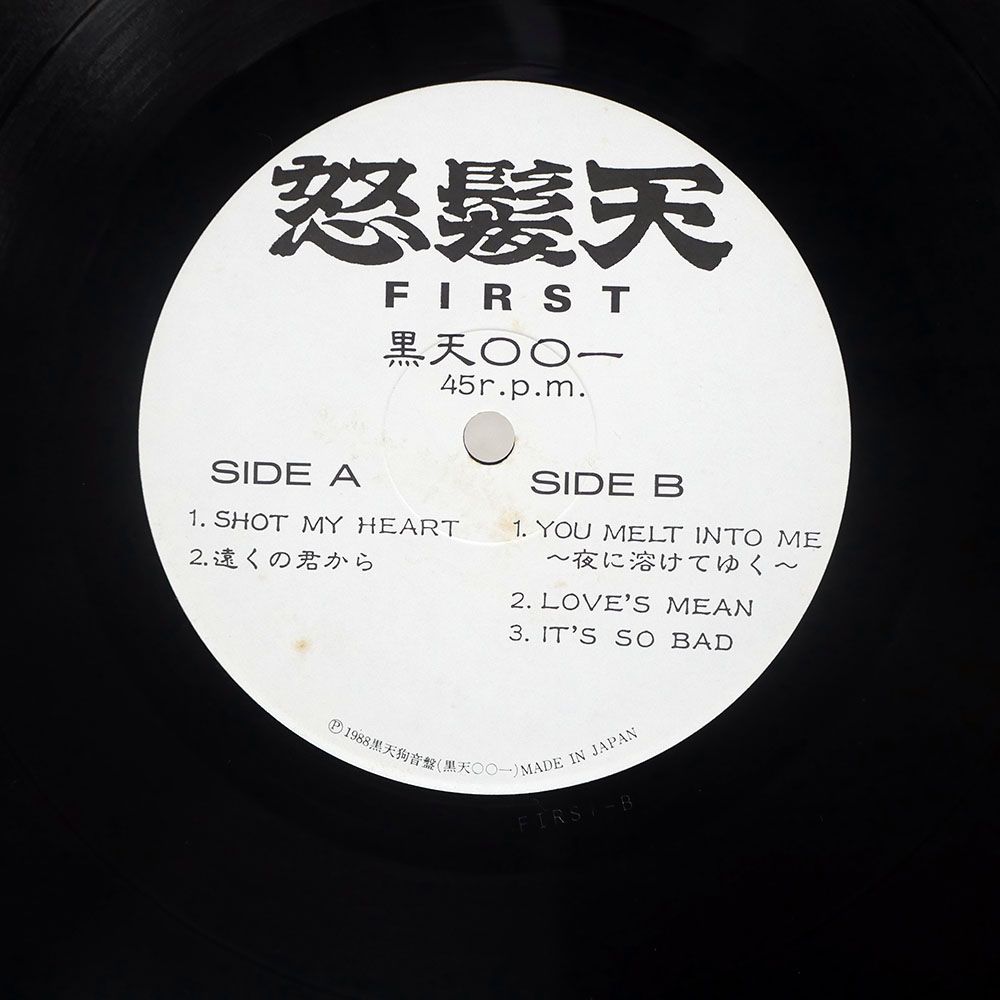 怒髪天
FIRST
黒天〇〇一
45r.p.m.
SIDE A
1. SHOT MY HEART
2.遠くの君から
SIDE B
1. YOU MELT INTO ME
～夜に溶けてゆく～
2. LOVE'S MEAN
3. IT'S SO BAD
Ⓟ1988黒天狗音盤(黒天〇〇一)MADE IN JAPAN
FIRST-B